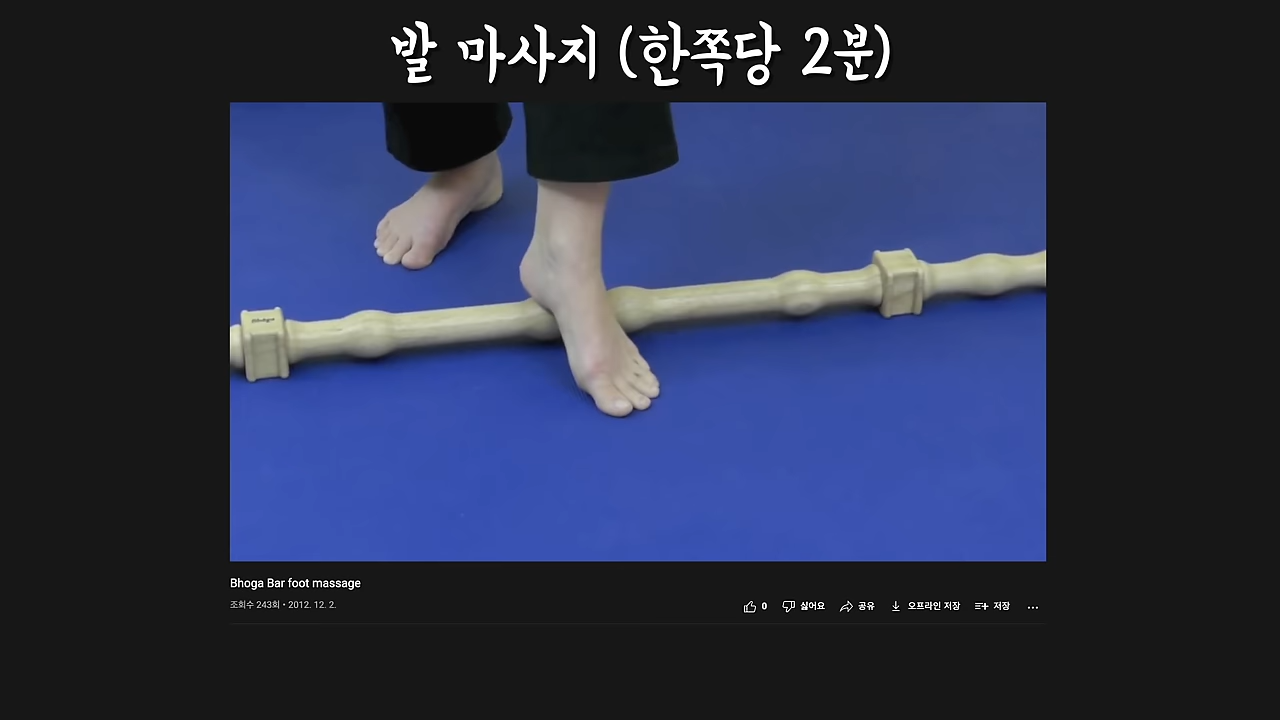 발 마사지 (한쪽당 2분)
Bhoga Bar foot massage
조회수 243회 • 2012. 12. 2.
0 싫어요 공유 오프라인 저장 저장